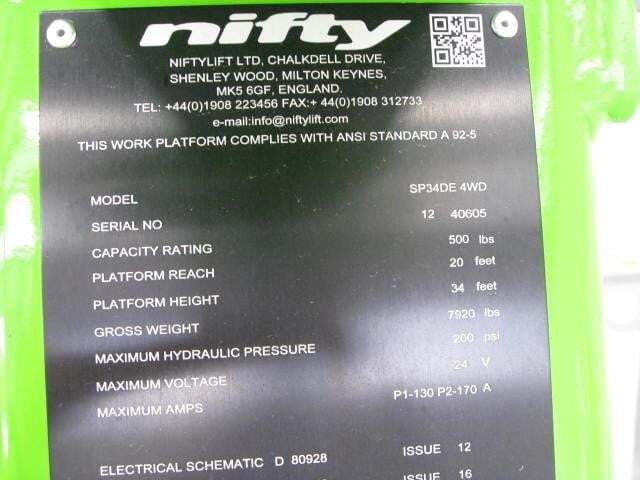 nifty
NIFTYLIFT LTD, CHALKDELL DRIVE,
SHENLEY WOOD, MILTON KEYNES,
MK5 6GF, ENGLAND.
TEL: +44(0)1908 223456 FAX:+ 44(0)1908 312733
e-mail:info@niftylift.com
THIS WORK PLATFORM COMPLIES WITH ANSI STANDARD A 92-5
MODEL SP34DE 4WD
SERIAL NO 12 40605
CAPACITY RATING 500 lbs
PLATFORM REACH 20 feet
PLATFORM HEIGHT 34 feet
GROSS WEIGHT 7920 lbs
MAXIMUM HYDRAULIC PRESSURE 200 psi
MAXIMUM VOLTAGE 24 V
MAXIMUM AMPS P1-130 P2-170 A
ELECTRICAL SCHEMATIC D 80928 ISSUE 12
ISSUE 16